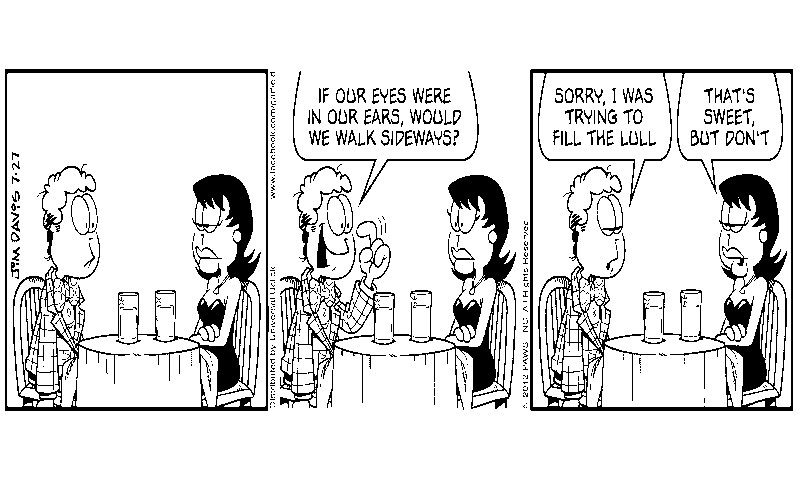 JIM DAVIS 7·27
www.facebook.com/garfield
IF OUR EYES WERE
IN OUR EARS, WOULD
WE WALK SIDEWAYS?
Distributed by Universal Uclick
SORRY, I WAS
TRYING TO
FILL THE LULL
THAT'S
SWEET,
BUT DON'T
© 2012 PAWS, INC. All Rights Reserved.